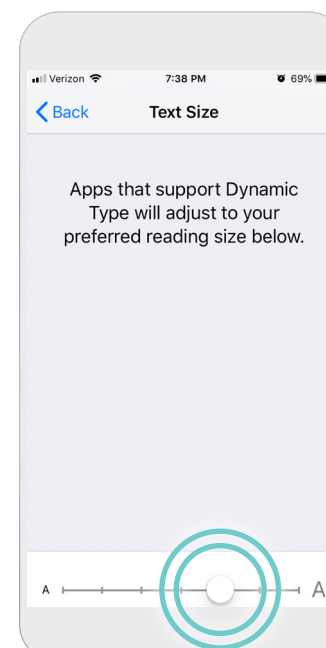 Verizon 7:38 PM 69%
Back Text Size
Apps that support Dynamic
Type will adjust to your
preferred reading size below.
A A